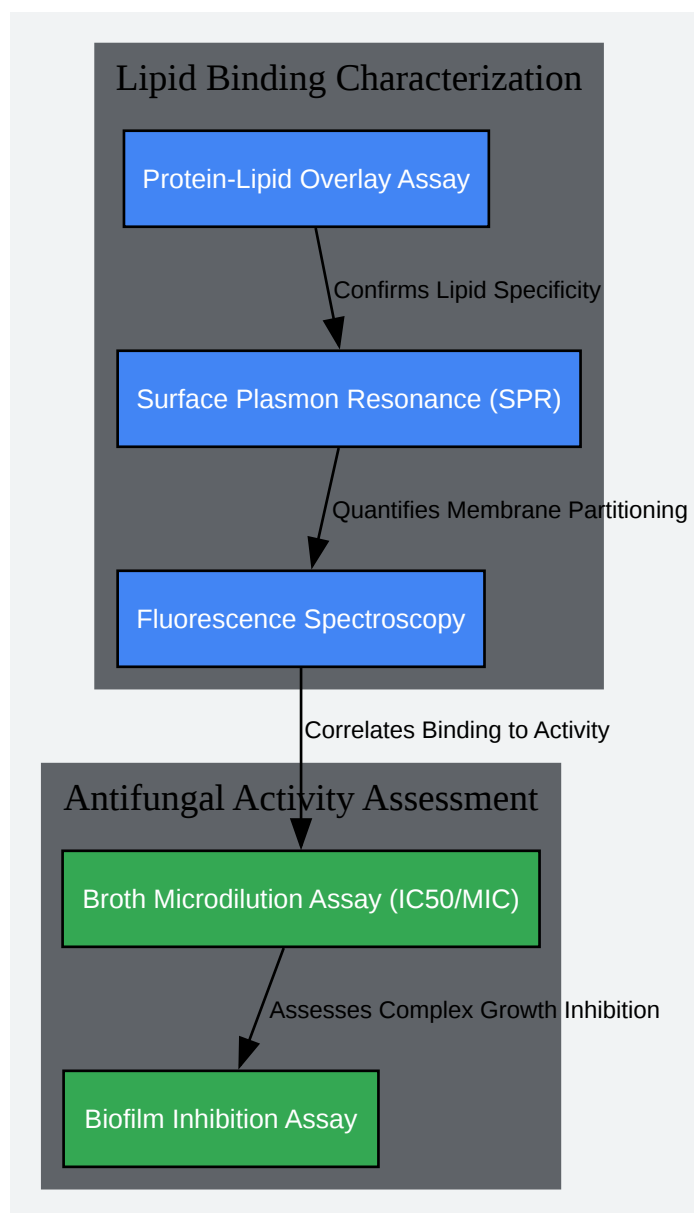 Lipid Binding Characterization
Protein-Lipid Overlay Assay
Confirms Lipid Specificity
Surface Plasmon Resonance (SPR)
Quantifies Membrane Partitioning
Fluorescence Spectroscopy
Correlates Binding to Activity
Antifungal Activity Assessment
Broth Microdilution Assay (IC50/MIC)
Assesses Complex Growth Inhibition
Biofilm Inhibition Assay